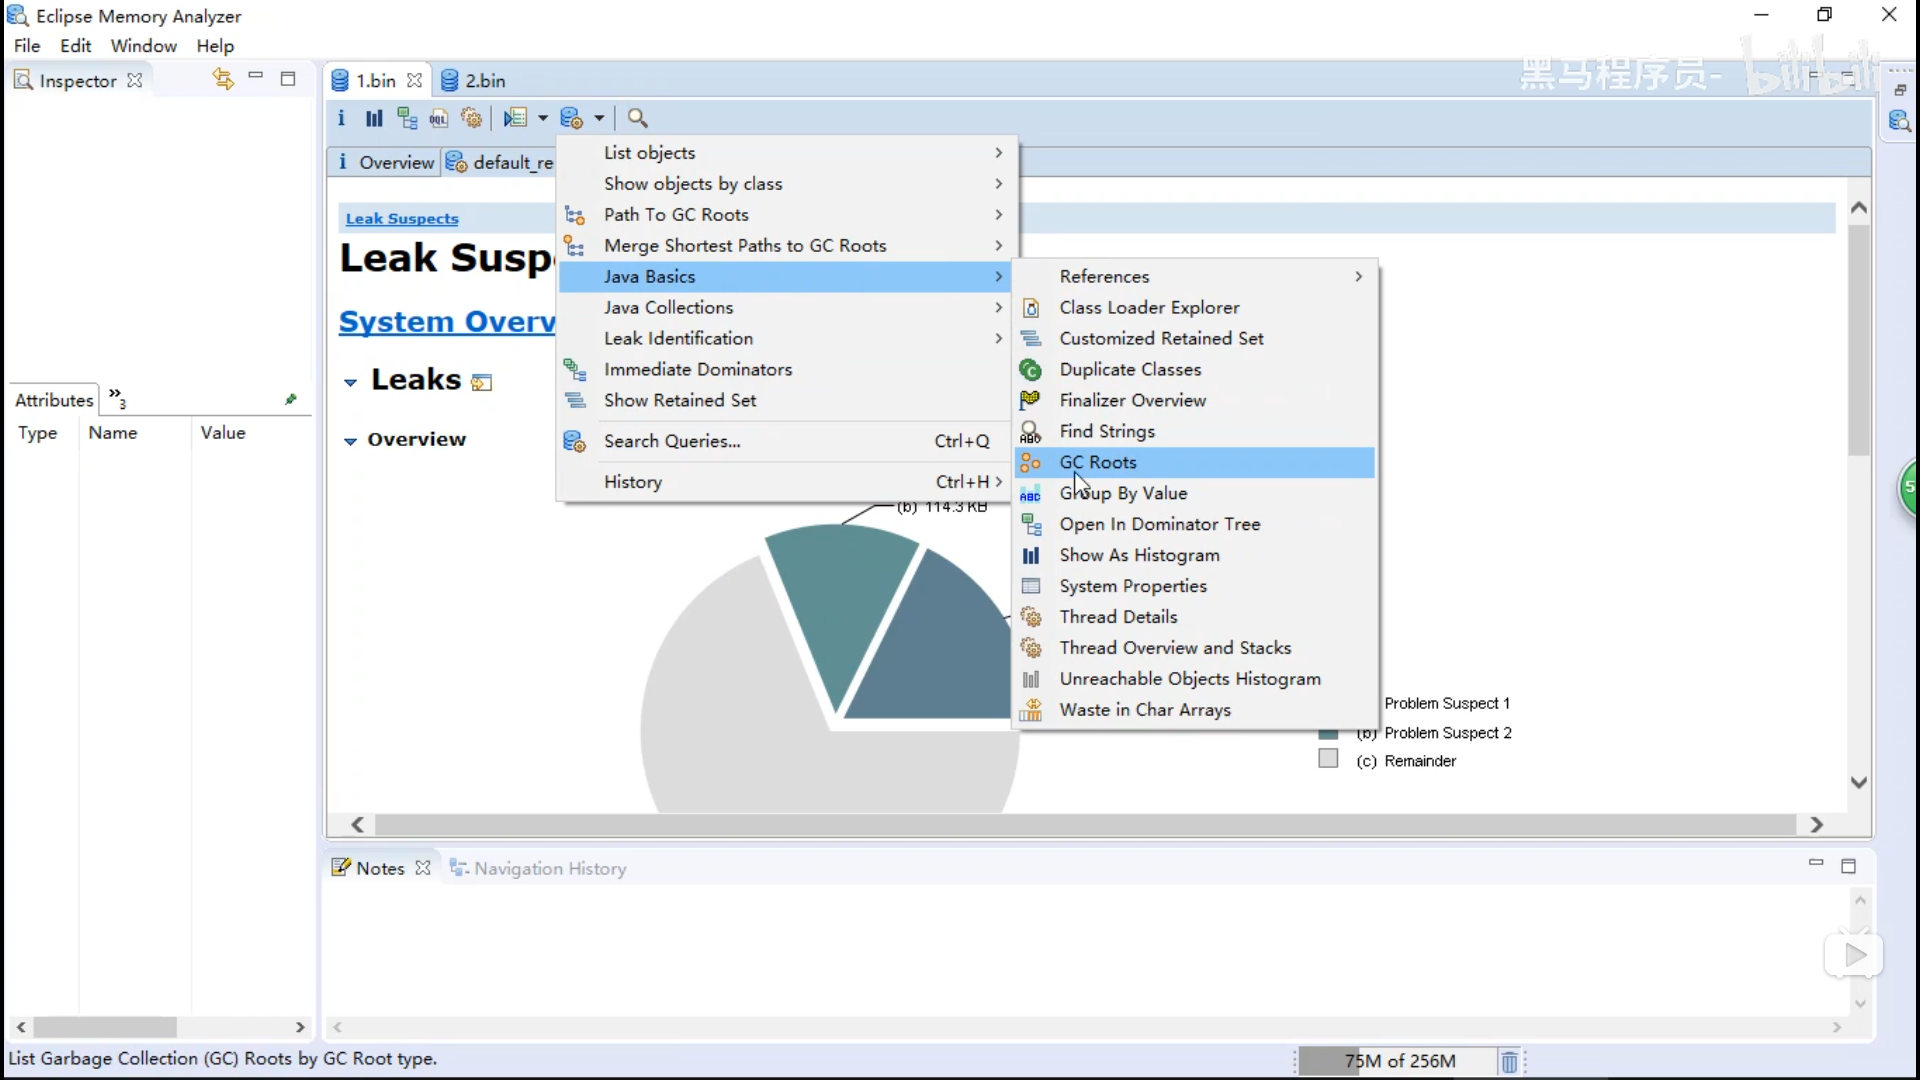 Eclipse Memory Analyzer
File Edit Window Help
Inspector
1.bin
2.bin
黑马程序员- bilibili
i
OQL
i Overview
default_re
Leak Suspects
Leak Susp
System Overv
Leaks
Overview
List objects
Show objects by class
Path To GC Roots
Merge Shortest Paths to GC Roots
Java Basics
Java Collections
Leak Identification
Immediate Dominators
Show Retained Set
Search Queries... Ctrl+Q
History Ctrl+H
References
Class Loader Explorer
Customized Retained Set
Duplicate Classes
Finalizer Overview
Find Strings
GC Roots
Group By Value
Open In Dominator Tree
Show As Histogram
System Properties
Thread Details
Thread Overview and Stacks
Unreachable Objects Histogram
Waste in Char Arrays
(b) 114.3 KB
Problem Suspect 1
(b) Problem Suspect 2
(c) Remainder
Attributes
»3
Type Name Value
Notes
Navigation History
List Garbage Collection (GC) Roots by GC Root type.
75M of 256M
5